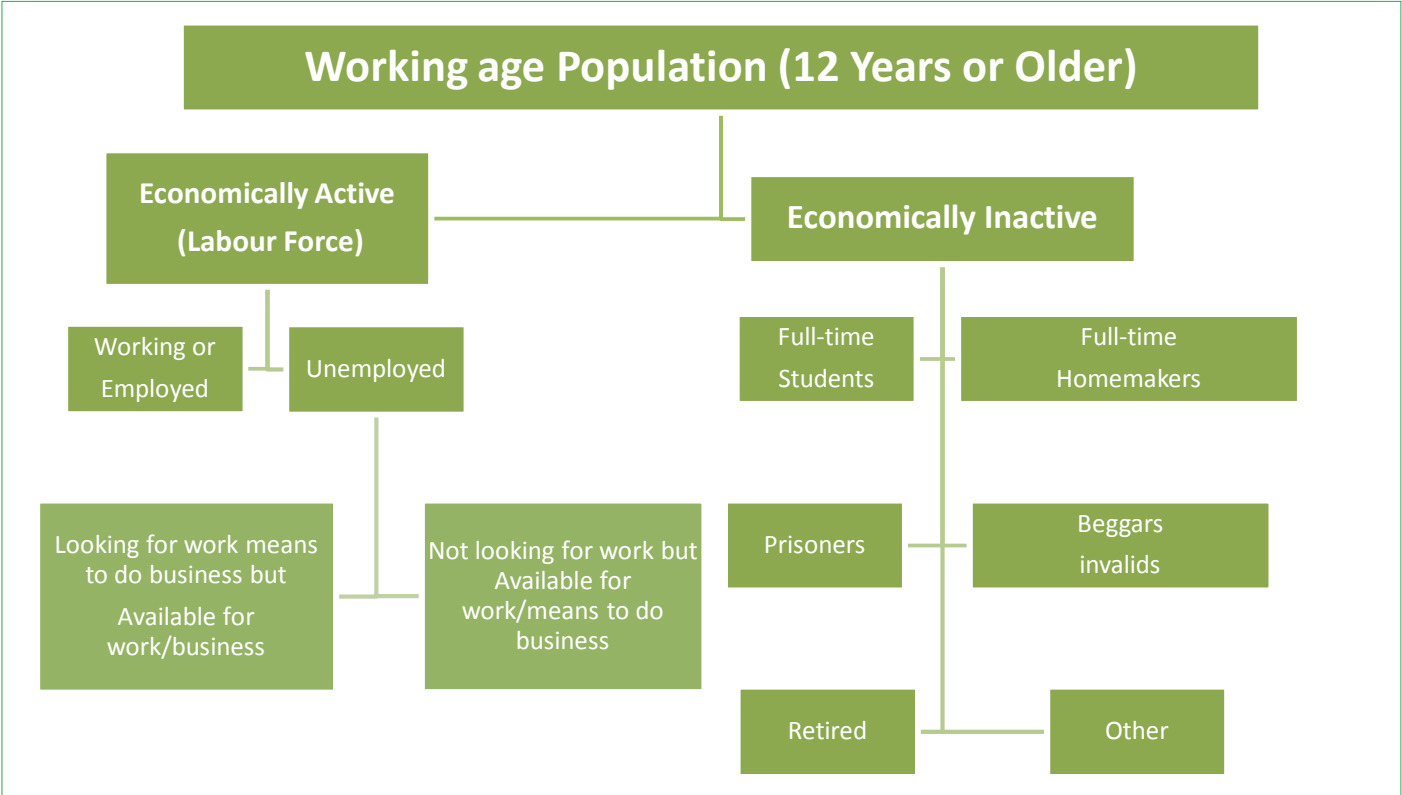 Working age Population (12 Years or Older)
Economically Active
(Labour Force)
Economically Inactive
Working or
Employed
Unemployed
Full-time
Students
Full-time
Homemakers
Looking for work means
to do business but
Available for
work/business
Not looking for work but
Available for
work/means to do
business
Prisoners
Beggars
invalids
Retired
Other